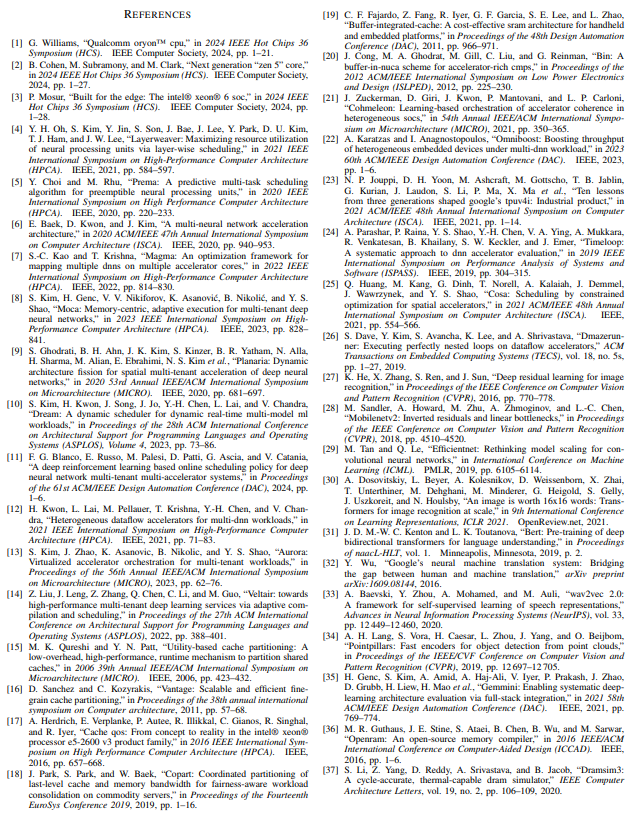 REFERENCES
[1] G. Williams, “Qualcomm oryon™ cpu,” in 2024 IEEE Hot Chips 36
Symposium (HCS). IEEE Computer Society, 2024, pp. 1–21.
[2] B. Cohen, M. Subramony, and M. Clark, “Next generation “zen 5” core,”
in 2024 IEEE Hot Chips 36 Symposium (HCS). IEEE Computer Society,
2024, pp. 1–27.
[3] P. Mosur, “Built for the edge: The intel® xeon® 6 soc,” in 2024 IEEE
Hot Chips 36 Symposium (HCS). IEEE Computer Society, 2024, pp.
1–28.
[4] Y. H. Oh, S. Kim, Y. Jin, S. Son, J. Bae, J. Lee, Y. Park, D. U. Kim,
T. J. Ham, and J. W. Lee, “Layerweaver: Maximizing resource utilization
of neural processing units via layer-wise scheduling,” in 2021 IEEE
International Symposium on High-Performance Computer Architecture
(HPCA). IEEE, 2021, pp. 584–597.
[5] Y. Choi and M. Rhu, “Prema: A predictive multi-task scheduling
algorithm for preemptible neural processing units,” in 2020 IEEE
International Symposium on High Performance Computer Architecture
(HPCA). IEEE, 2020, pp. 220–233.
[6] E. Baek, D. Kwon, and J. Kim, “A multi-neural network acceleration
architecture,” in 2020 ACM/IEEE 47th Annual International Symposium
on Computer Architecture (ISCA). IEEE, 2020, pp. 940–953.
[7] S.-C. Kao and T. Krishna, “Magma: An optimization framework for
mapping multiple dnns on multiple accelerator cores,” in 2022 IEEE
International Symposium on High-Performance Computer Architecture
(HPCA). IEEE, 2022, pp. 814–830.
[8] S. Kim, H. Genc, V. V. Nikiforov, K. Asanović, B. Nikolić, and Y. S.
Shao, “Moca: Memory-centric, adaptive execution for multi-tenant deep
neural networks,” in 2023 IEEE International Symposium on High-
Performance Computer Architecture (HPCA). IEEE, 2023, pp. 828–
841.
[9] S. Ghodrati, B. H. Ahn, J. K. Kim, S. Kinzer, B. R. Yatham, N. Alla,
H. Sharma, M. Alian, E. Ebrahimi, N. S. Kim et al., “Planaria: Dynamic
architecture fission for spatial multi-tenant acceleration of deep neural
networks,” in 2020 53rd Annual IEEE/ACM International Symposium
on Microarchitecture (MICRO). IEEE, 2020, pp. 681–697.
[10] S. Kim, H. Kwon, J. Song, J. Jo, Y.-H. Chen, L. Lai, and V. Chandra,
“Dream: A dynamic scheduler for dynamic real-time multi-model ml
workloads,” in Proceedings of the 28th ACM International Conference
on Architectural Support for Programming Languages and Operating
Systems (ASPLOS), Volume 4, 2023, pp. 73–86.
[11] F. G. Blanco, E. Russo, M. Palesi, D. Patti, G. Ascia, and V. Catania,
“A deep reinforcement learning based online scheduling policy for deep
neural network multi-tenant multi-accelerator systems,” in Proceedings
of the 61st ACM/IEEE Design Automation Conference (DAC), 2024, pp.
1–6.
[12] H. Kwon, L. Lai, M. Pellauer, T. Krishna, Y.-H. Chen, and V. Chan-
dra, “Heterogeneous dataflow accelerators for multi-dnn workloads,” in
2021 IEEE International Symposium on High-Performance Computer
Architecture (HPCA). IEEE, 2021, pp. 71–83.
[13] S. Kim, J. Zhao, K. Asanovic, B. Nikolic, and Y. S. Shao, “Aurora:
Virtualized accelerator orchestration for multi-tenant workloads,” in
Proceedings of the 56th Annual IEEE/ACM International Symposium
on Microarchitecture (MICRO), 2023, pp. 62–76.
[14] Z. Liu, J. Leng, Z. Zhang, Q. Chen, C. Li, and M. Guo, “Veltair: towards
high-performance multi-tenant deep learning services via adaptive com-
pilation and scheduling,” in Proceedings of the 27th ACM International
Conference on Architectural Support for Programming Languages and
Operating Systems (ASPLOS), 2022, pp. 388–401.
[15] M. K. Qureshi and Y. N. Patt, “Utility-based cache partitioning: A
low-overhead, high-performance, runtime mechanism to partition shared
caches,” in 2006 39th Annual IEEE/ACM International Symposium on
Microarchitecture (MICRO). IEEE, 2006, pp. 423–432.
[16] D. Sanchez and C. Kozyrakis, “Vantage: Scalable and efficient fine-
grain cache partitioning,” in Proceedings of the 38th annual international
symposium on Computer architecture, 2011, pp. 57–68.
[17] A. Herdrich, E. Verplanke, P. Autee, R. Illikkal, C. Gianos, R. Singhal,
and R. Iyer, “Cache qos: From concept to reality in the intel® xeon®
processor e5-2600 v3 product family,” in 2016 IEEE International Sym-
posium on High Performance Computer Architecture (HPCA). IEEE,
2016, pp. 657–668.
[18] J. Park, S. Park, and W. Baek, “Copart: Coordinated partitioning of
last-level cache and memory bandwidth for fairness-aware workload
consolidation on commodity servers,” in Proceedings of the Fourteenth
EuroSys Conference 2019, 2019, pp. 1–16.
[19] C. F. Fajardo, Z. Fang, R. Iyer, G. F. Garcia, S. E. Lee, and L. Zhao,
“Buffer-integrated-cache: A cost-effective sram architecture for handheld
and embedded platforms,” in Proceedings of the 48th Design Automation
Conference (DAC), 2011, pp. 966–971.
[20] J. Cong, M. A. Ghodrat, M. Gill, C. Liu, and G. Reinman, “Bin: A
buffer-in-nuca scheme for accelerator-rich cmps,” in Proceedings of the
2012 ACM/IEEE International Symposium on Low Power Electronics
and Design (ISLPED), 2012, pp. 225–230.
[21] J. Zuckerman, D. Giri, J. Kwon, P. Mantovani, and L. P. Carloni,
“Cohmeleon: Learning-based orchestration of accelerator coherence in
heterogeneous socs,” in 54th Annual IEEE/ACM International Sympo-
sium on Microarchitecture (MICRO), 2021, pp. 350–365.
[22] A. Karatzas and I. Anagnostopoulos, “Omniboost: Boosting throughput
of heterogeneous embedded devices under multi-dnn workload,” in 2023
60th ACM/IEEE Design Automation Conference (DAC). IEEE, 2023,
pp. 1–6.
[23] N. P. Jouppi, D. H. Yoon, M. Ashcraft, M. Gottscho, T. B. Jablin,
G. Kurian, J. Laudon, S. Li, P. Ma, X. Ma et al., “Ten lessons
from three generations shaped google’s tpuv4i: Industrial product,” in
2021 ACM/IEEE 48th Annual International Symposium on Computer
Architecture (ISCA). IEEE, 2021, pp. 1–14.
[24] A. Parashar, P. Raina, Y. S. Shao, Y.-H. Chen, V. A. Ying, A. Mukkara,
R. Venkatesan, B. Khailany, S. W. Keckler, and J. Emer, “Timeloop:
A systematic approach to dnn accelerator evaluation,” in 2019 IEEE
International Symposium on Performance Analysis of Systems and
Software (ISPASS). IEEE, 2019, pp. 304–315.
[25] Q. Huang, M. Kang, G. Dinh, T. Norell, A. Kalaiah, J. Demmel,
J. Wawrzynek, and Y. S. Shao, “Cosa: Scheduling by constrained
optimization for spatial accelerators,” in 2021 ACM/IEEE 48th Annual
International Symposium on Computer Architecture (ISCA). IEEE,
2021, pp. 554–566.
[26] S. Dave, Y. Kim, S. Avancha, K. Lee, and A. Shrivastava, “Dmazerun-
ner: Executing perfectly nested loops on dataflow accelerators,” ACM
Transactions on Embedded Computing Systems (TECS), vol. 18, no. 5s,
pp. 1–27, 2019.
[27] K. He, X. Zhang, S. Ren, and J. Sun, “Deep residual learning for image
recognition,” in Proceedings of the IEEE Conference on Computer Vision
and Pattern Recognition (CVPR), 2016, pp. 770–778.
[28] M. Sandler, A. Howard, M. Zhu, A. Zhmoginov, and L.-C. Chen,
“Mobilenetv2: Inverted residuals and linear bottlenecks,” in Proceedings
of the IEEE Conference on Computer Vision and Pattern Recognition
(CVPR), 2018, pp. 4510–4520.
[29] M. Tan and Q. Le, “Efficientnet: Rethinking model scaling for con-
volutional neural networks,” in International Conference on Machine
Learning (ICML). PMLR, 2019, pp. 6105–6114.
[30] A. Dosovitskiy, L. Beyer, A. Kolesnikov, D. Weissenborn, X. Zhai,
T. Unterthiner, M. Dehghani, M. Minderer, G. Heigold, S. Gelly,
J. Uszkoreit, and N. Houlsby, “An image is worth 16x16 words: Trans-
formers for image recognition at scale,” in 9th International Conference
on Learning Representations, ICLR 2021. OpenReview.net, 2021.
[31] J. D. M.-W. C. Kenton and L. K. Toutanova, “Bert: Pre-training of deep
bidirectional transformers for language understanding,” in Proceedings
of naacL-HLT, vol. 1. Minneapolis, Minnesota, 2019, p. 2.
[32] Y. Wu, “Google’s neural machine translation system: Bridging
the gap between human and machine translation,” arXiv preprint
arXiv:1609.08144, 2016.
[33] A. Baevski, Y. Zhou, A. Mohamed, and M. Auli, “wav2vec 2.0:
A framework for self-supervised learning of speech representations,”
Advances in Neural Information Processing Systems (NeurIPS), vol. 33,
pp. 12 449–12 460, 2020.
[34] A. H. Lang, S. Vora, H. Caesar, L. Zhou, J. Yang, and O. Beijbom,
“Pointpillars: Fast encoders for object detection from point clouds,”
in Proceedings of the IEEE/CVF Conference on Computer Vision and
Pattern Recognition (CVPR), 2019, pp. 12 697–12 705.
[35] H. Genc, S. Kim, A. Amid, A. Haj-Ali, V. Iyer, P. Prakash, J. Zhao,
D. Grubb, H. Liew, H. Mao et al., “Gemmini: Enabling systematic deep-
learning architecture evaluation via full-stack integration,” in 2021 58th
ACM/IEEE Design Automation Conference (DAC). IEEE, 2021, pp.
769–774.
[36] M. R. Guthaus, J. E. Stine, S. Ataei, B. Chen, B. Wu, and M. Sarwar,
“Openram: An open-source memory compiler,” in 2016 IEEE/ACM
International Conference on Computer-Aided Design (ICCAD). IEEE,
2016, pp. 1–6.
[37] S. Li, Z. Yang, D. Reddy, A. Srivastava, and B. Jacob, “Dramsim3:
A cycle-accurate, thermal-capable dram simulator,” IEEE Computer
Architecture Letters, vol. 19, no. 2, pp. 106–109, 2020.